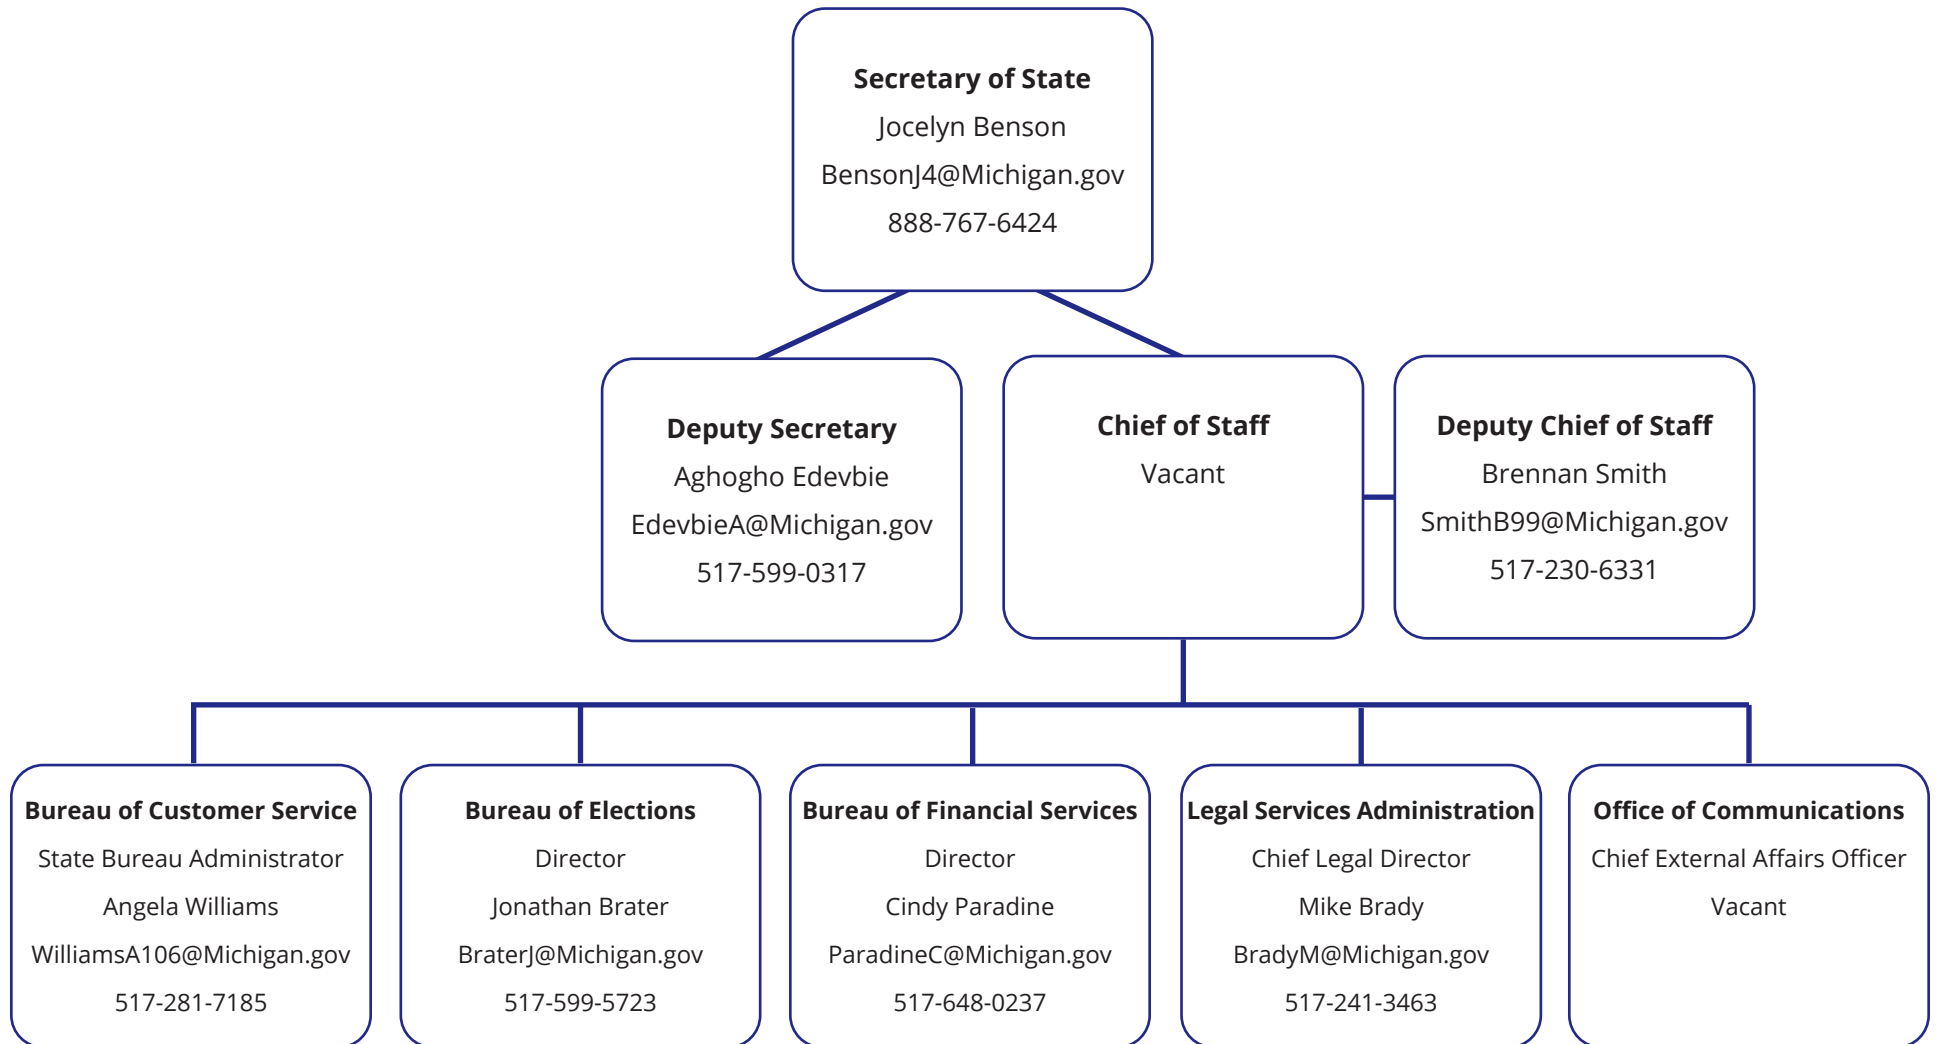 Secretary of State
Jocelyn Benson
BensonJ4@Michigan.gov
888-767-6424
Deputy Secretary
Aghogho Edevbie
EdevbieA@Michigan.gov
517-599-0317
Chief of Staff
Vacant
Deputy Chief of Staff
Brennan Smith
SmithB99@Michigan.gov
517-230-6331
Bureau of Customer Service
State Bureau Administrator
Angela Williams
WilliamsA106@Michigan.gov
517-281-7185
Bureau of Elections
Director
Jonathan Brater
BraterJ@Michigan.gov
517-599-5723
Bureau of Financial Services
Director
Cindy Paradine
ParadineC@Michigan.gov
517-648-0237
Legal Services Administration
Chief Legal Director
Mike Brady
BradyM@Michigan.gov
517-241-3463
Office of Communications
Chief External Affairs Officer
Vacant